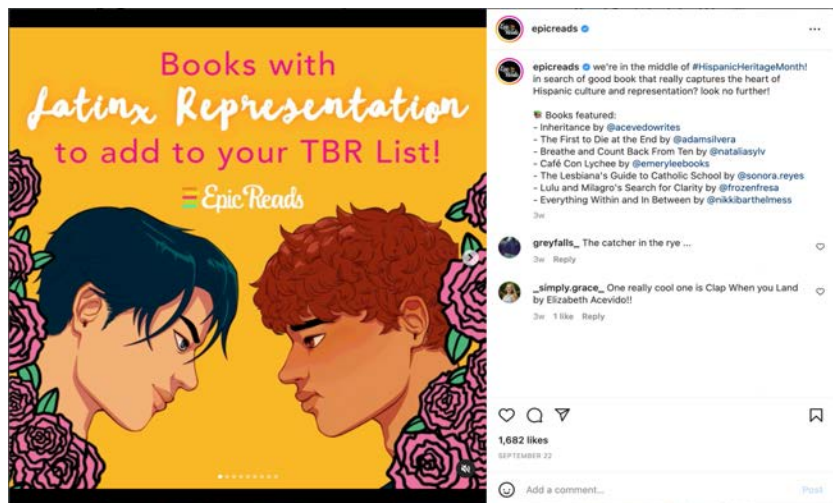 Books with
Latinx Representation
to add to your TBR List!
Epic Reads
epicreads
epicreads we're in the middle of #HispanicHeritageMonth!
in search of good book that really captures the heart of
Hispanic culture and representation? look no further!
📚 Books featured:
- Inheritance by @acevedowrites
- The First to Die at the End by @adamsilvera
- Breathe and Count Back From Ten by @nataliasylv
- Café Con Lychee by @emeryleebooks
- The Lesbiana's Guide to Catholic School by @sonora.reyes
- Lulu and Milagro's Search for Clarity by @frozenfresa
- Everything Within and In Between by @nikkibarthelmess
3w
greyfalls_ The catcher in the rye ...
3w Reply
_simply.grace_ One really cool one is Clap When you Land
by Elizabeth Acevido!!
3w 1 like Reply
1,682 likes
SEPTEMBER 22
Add a comment...
Post